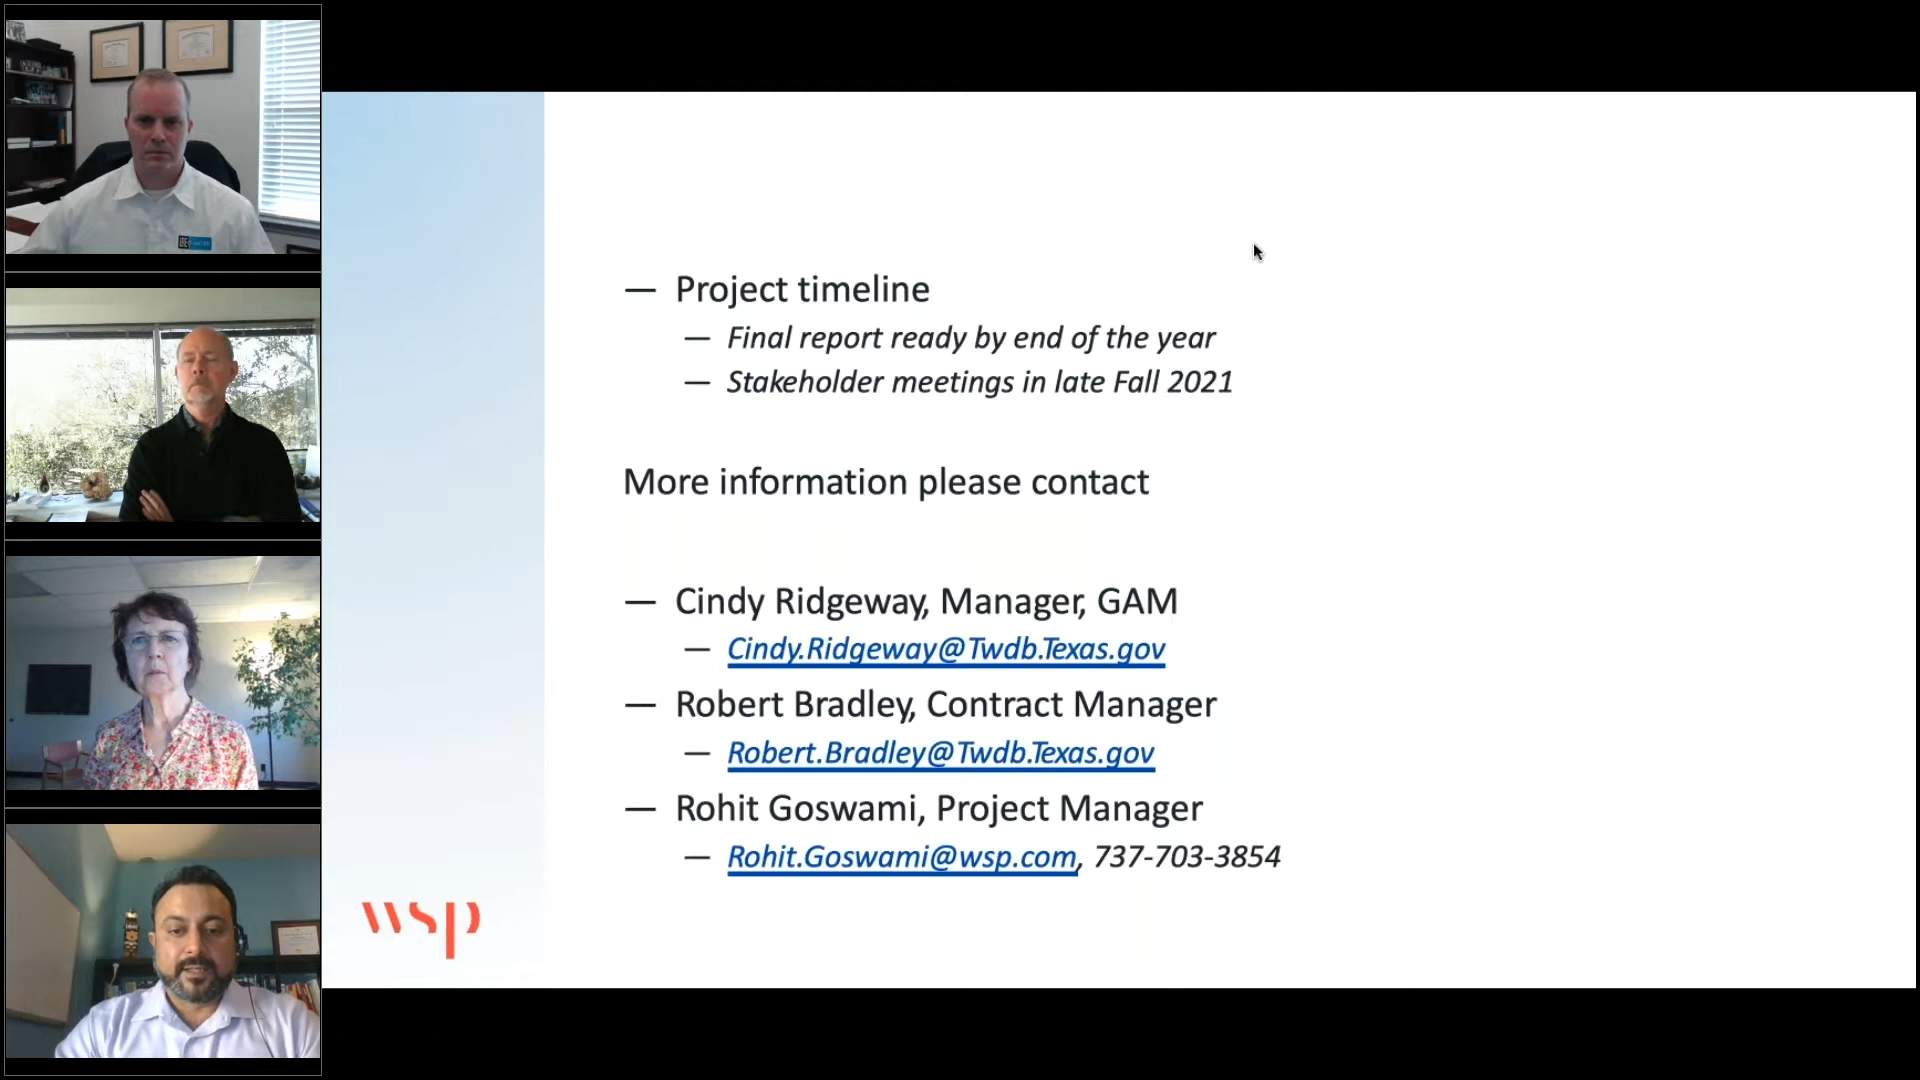 — Project timeline
— Final report ready by end of the year
— Stakeholder meetings in late Fall 2021
More information please contact
— Cindy Ridgeway, Manager, GAM
— Cindy.Ridgeway@Twdb.Texas.gov
— Robert Bradley, Contract Manager
— Robert.Bradley@Twdb.Texas.gov
— Rohit Goswami, Project Manager
— Rohit.Goswami@wsp.com, 737-703-3854
wsp